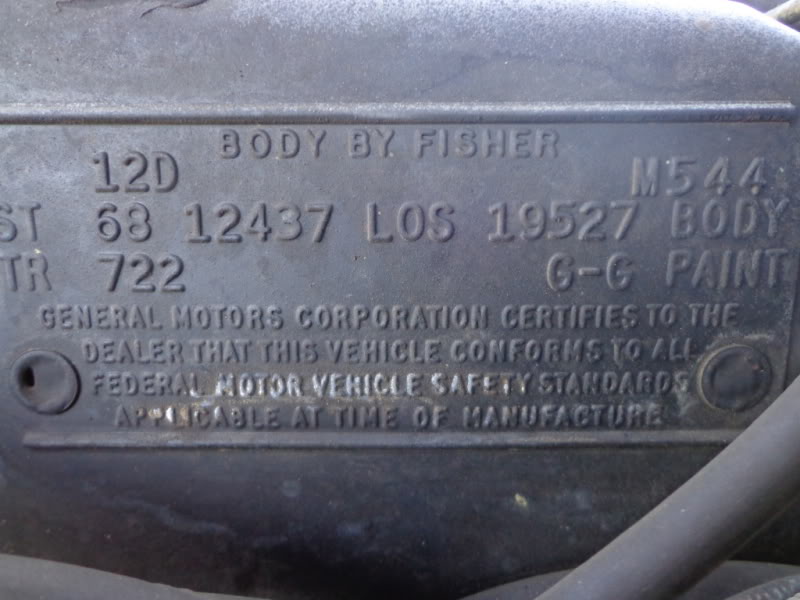 BODY BY FISHER
12D M544
ST 68 12437 LOS 19527 BODY
TR 722 G-G PAINT
GENERAL MOTORS CORPORATION CERTIFIES TO THE
DEALER THAT THIS VEHICLE CONFORMS TO ALL
FEDERAL MOTOR VEHICLE SAFETY STANDARDS
APPLICABLE AT TIME OF MANUFACTURE